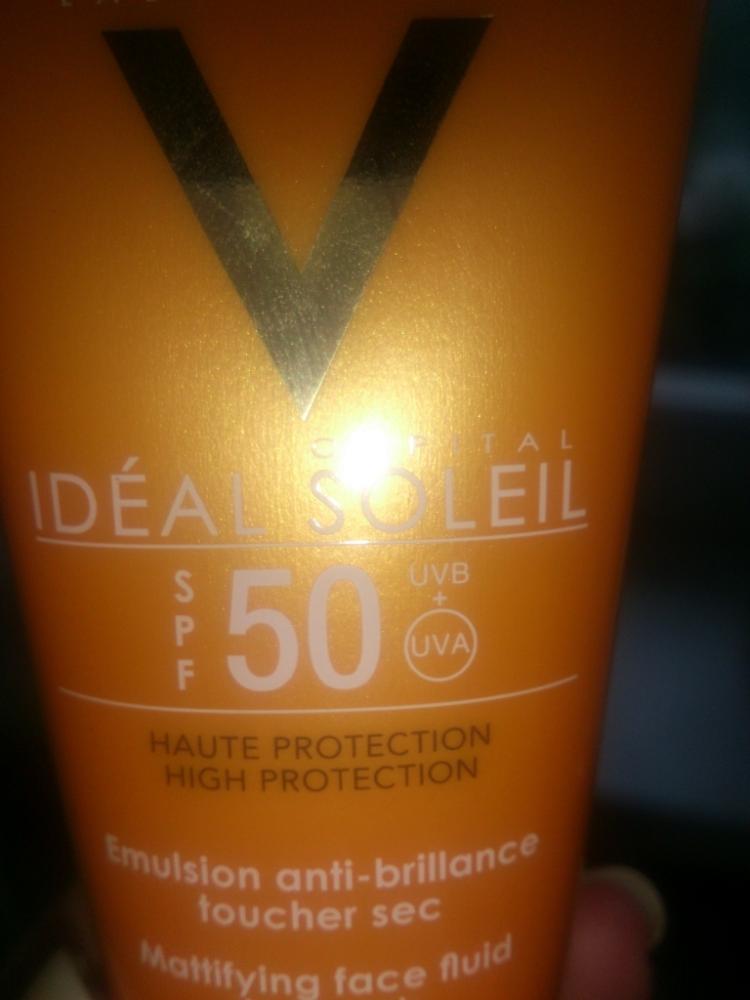 V
CAPITAL
IDÉAL SOLEIL
SPF 50 UVB + UVA
HAUTE PROTECTION
HIGH PROTECTION
Emulsion anti-brillance
toucher sec
Mattifying face fluid